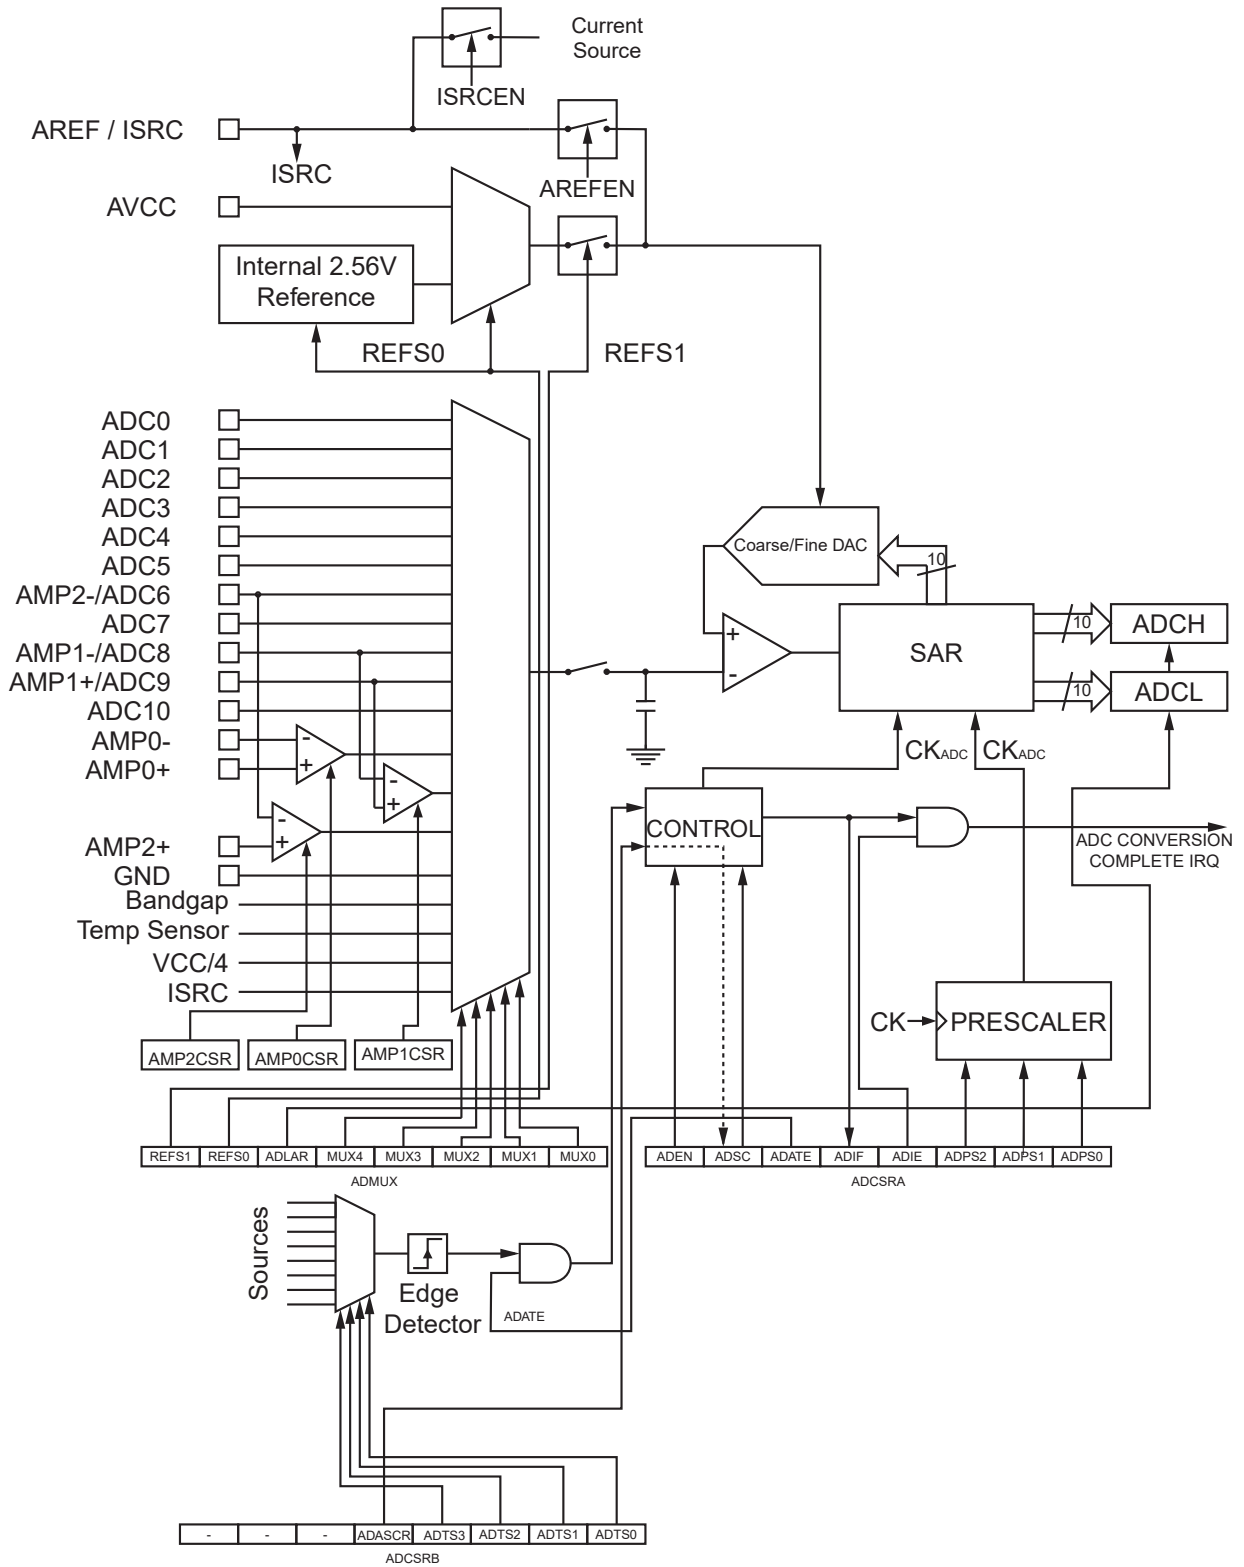 Current
Source
ISRCEN
AREF / ISRC
ISRC
AREFEN
AVCC
Internal 2.56V
Reference
REFS0
REFS1
ADC0
ADC1
ADC2
ADC3
ADC4
ADC5
AMP2-/ADC6
ADC7
AMP1-/ADC8
AMP1+/ADC9
ADC10
AMP0-
AMP0+
AMP2+
GND
Bandgap
Temp Sensor
VCC/4
ISRC
-
+
-
+
-
+
Coarse/Fine DAC
10
+
-
SAR
10
ADCH
10
ADCL
CKADC
CKADC
CONTROL
ADC CONVERSION
COMPLETE IRQ
CK
PRESCALER
AMP2CSR
AMP0CSR
AMP1CSR
REFS1 REFS0 ADLAR MUX4 MUX3 MUX2 MUX1 MUX0
ADMUX
ADEN ADSC ADATE ADIF ADIE ADPS2 ADPS1 ADPS0
ADCSRA
Sources
Edge
Detector
ADATE
- - - ADASCR ADTS3 ADTS2 ADTS1 ADTS0
ADCSRB